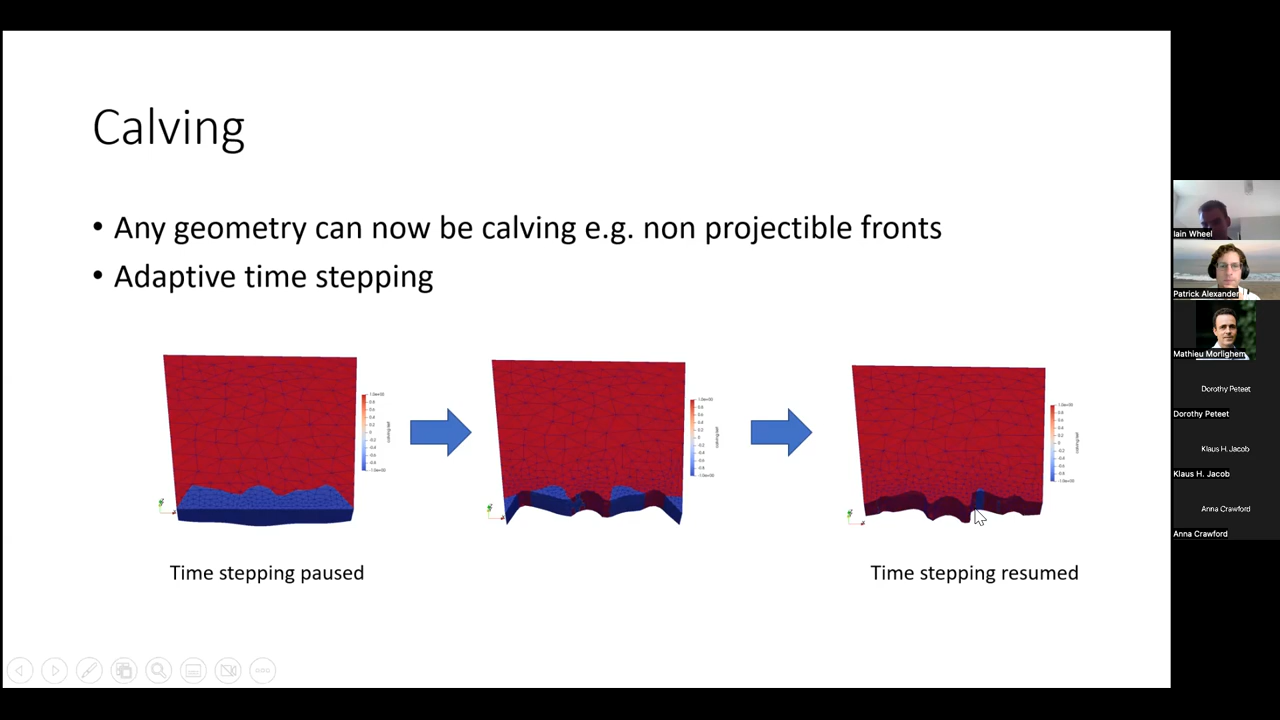 Calving
• Any geometry can now be calving e.g. non projectible fronts
• Adaptive time stepping
Time stepping paused
Time stepping resumed
Iain Wheel
Patrick Alexander
Mathieu Morlighem
Dorothy Peteet
Dorothy Peteet
Klaus H. Jacob
Klaus H. Jacob
Anna Crawford
Anna Crawford